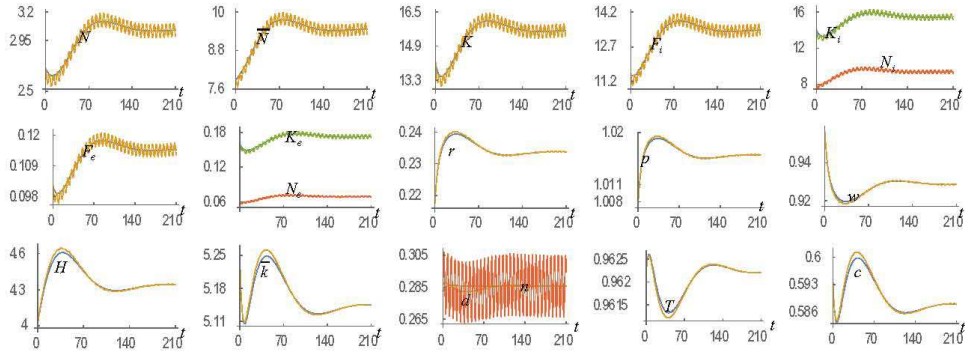 3.2
2.95
2.5
N
0 70 140 210
t
10
9.4
7.6
N̅
0 70 140 210
t
16.5
15.6
13.3
K
0 70 140 210
t
14.2
12.8
11.2
F_i
0 70 140 210
t
16
12
8
K_i
N_i
0 70 140 210
t
0.12
0.109
0.098
F_e
0 70 140 210
t
0.18
0.12
0.06
K_e
N_e
0 70 140 210
t
0.24
0.23
0.22
r
0 70 140 210
t
1.02
1.011
1.008
p
0 70 140 210
t
0.94
0.92
w
0 70 140 210
t
4.6
4.3
4
H
0 70 140 210
t
5.25
5.18
5.11
k̅
0 70 140 210
t
0.305
0.285
0.265
d
n
0 70 140 210
t
0.9625
0.962
0.9615
T
0 70 140 210
t
0.6
0.593
0.586
c
0 70 140 210
t